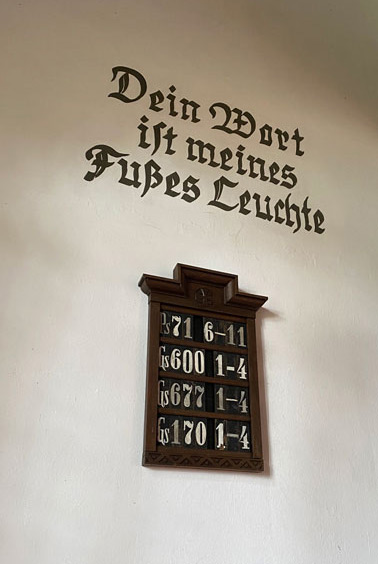 Dein Wort
ist meines
Fußes Leuchte
Ps 71 6-11
Gs 600 1-4
Gs 677 1-4
Gs 170 1-4